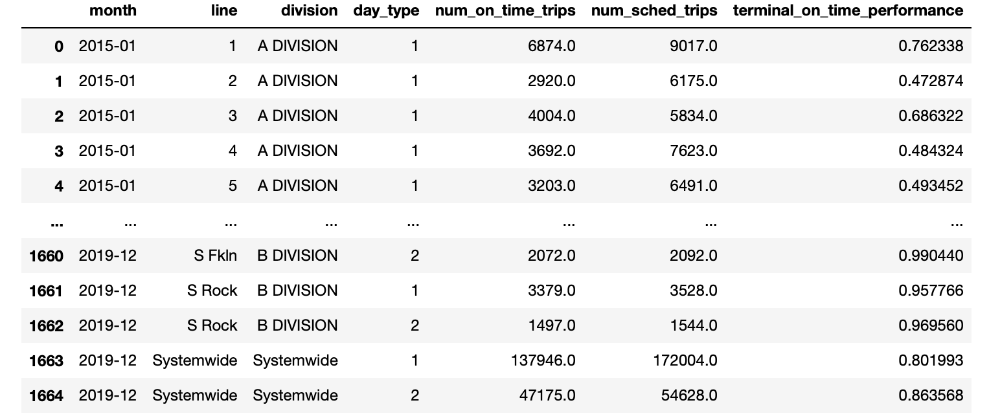 month line division day_type num_on_time_trips num_sched_trips terminal_on_time_performance
0 2015-01 1 A DIVISION 1 6874.0 9017.0 0.762338
1 2015-01 2 A DIVISION 1 2920.0 6175.0 0.472874
2 2015-01 3 A DIVISION 1 4004.0 5834.0 0.686322
3 2015-01 4 A DIVISION 1 3692.0 7623.0 0.484324
4 2015-01 5 A DIVISION 1 3203.0 6491.0 0.493452
... ... ... ... ... ... ... ...
1660 2019-12 S Fkln B DIVISION 2 2072.0 2092.0 0.990440
1661 2019-12 S Rock B DIVISION 1 3379.0 3528.0 0.957766
1662 2019-12 S Rock B DIVISION 2 1497.0 1544.0 0.969560
1663 2019-12 Systemwide Systemwide 1 137946.0 172004.0 0.801993
1664 2019-12 Systemwide Systemwide 2 47175.0 54628.0 0.863568